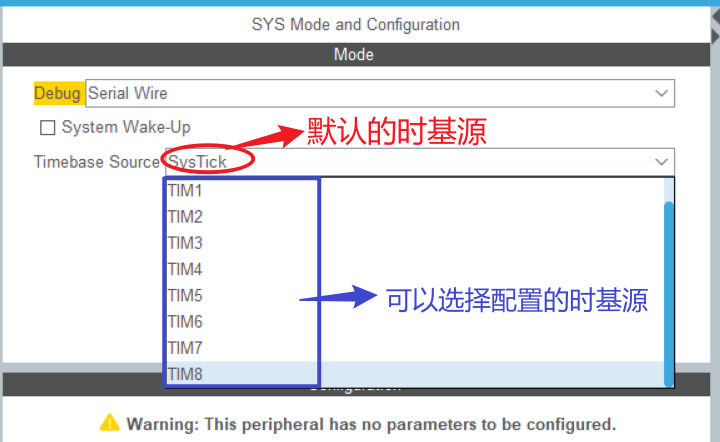 SYS Mode and Configuration
Mode
Debug Serial Wire
System Wake-Up
默认的时基源
Timebase Source SysTick
TIM1
TIM2
TIM3
TIM4
TIM5
可以选择配置的时基源
TIM6
TIM7
TIM8
Warning: This peripheral has no parameters to be configured.